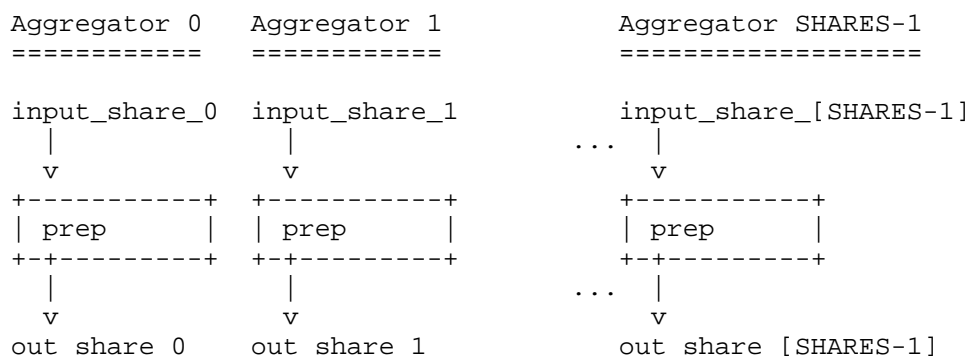 Aggregator 0   Aggregator 1            Aggregator SHARES-1
============   ============            ===================
input_share_0  input_share_1           input_share_[SHARES-1]
  |              |                 ...   |
  v              v                       v
+-----------+  +-----------+           +-----------+
| prep      |  | prep      |           | prep      |
+-+---------+  +-+---------+           +-+---------+
  |              |                 ...   |
  v              v                       v
out share 0    out share 1             out share [SHARES-1]